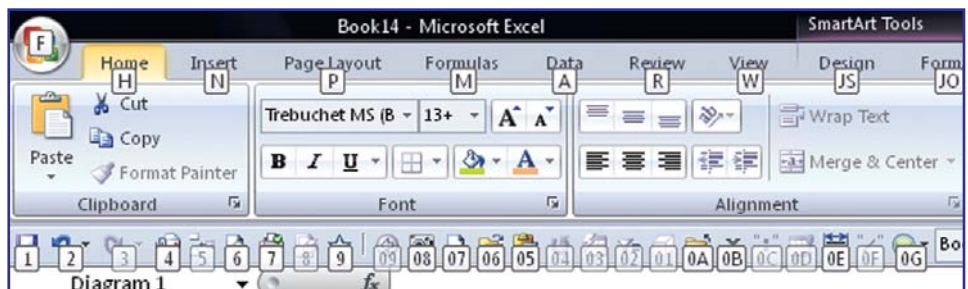 Book14 - Microsoft Excel SmartArt Tools
F
Home Insert Page Layout Formulas Data Review View Design Form
H N P M A R W JS JO
Cut
Trebuchet MS (B 13+ A A Wrap Text
Copy
Paste
Format Painter B I U A Merge & Center
Clipboard Font Alignment
1 2 3 4 5 6 7 8 9 09 08 07 06 05 04 03 02 01 0A 0B 0C 0D 0E 0F 0G Bo
Diagram 1 fx